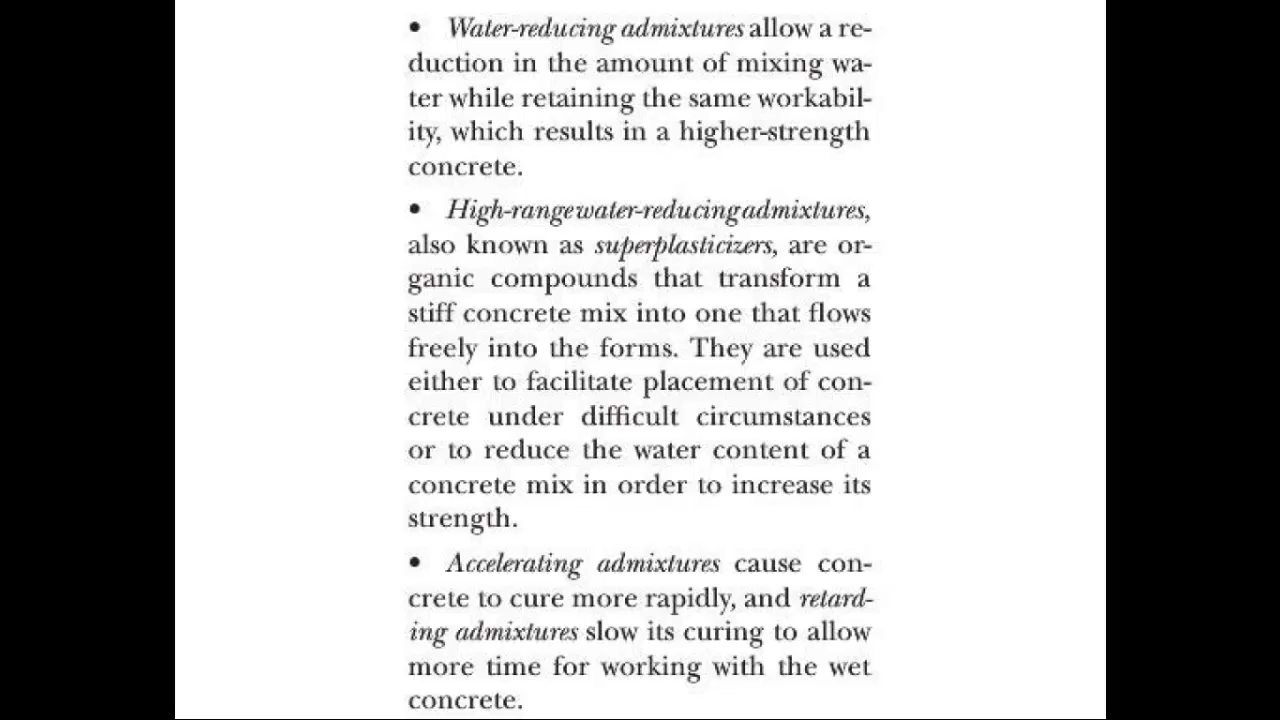 • Water-reducing admixtures allow a re-
duction in the amount of mixing wa-
ter while retaining the same workabil-
ity, which results in a higher-strength
concrete.
• High-range water-reducing admixtures,
also known as superplasticizers, are or-
ganic compounds that transform a
stiff concrete mix into one that flows
freely into the forms. They are used
either to facilitate placement of con-
crete under difficult circumstances
or to reduce the water content of a
concrete mix in order to increase its
strength.
• Accelerating admixtures cause con-
crete to cure more rapidly, and retard-
ing admixtures slow its curing to allow
more time for working with the wet
concrete.